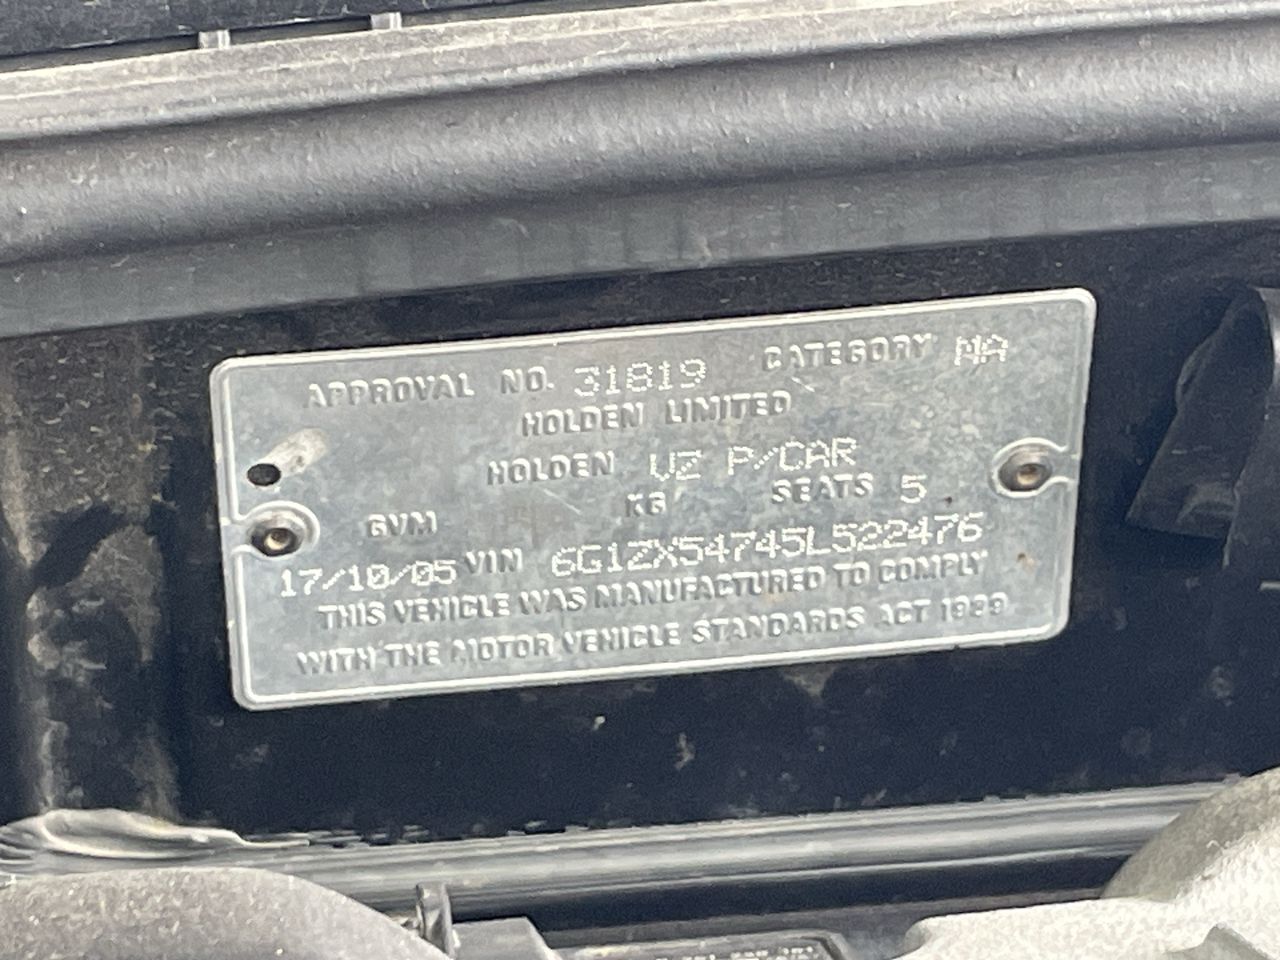 APPROVAL NO. 31819 CATEGORY MA
HOLDEN LIMITED
HOLDEN VZ P/CAR
GVM KG SEATS 5
17/10/05 VIN 6G1ZX54745L522476
THIS VEHICLE WAS MANUFACTURED TO COMPLY
WITH THE MOTOR VEHICLE STANDARDS ACT 1989